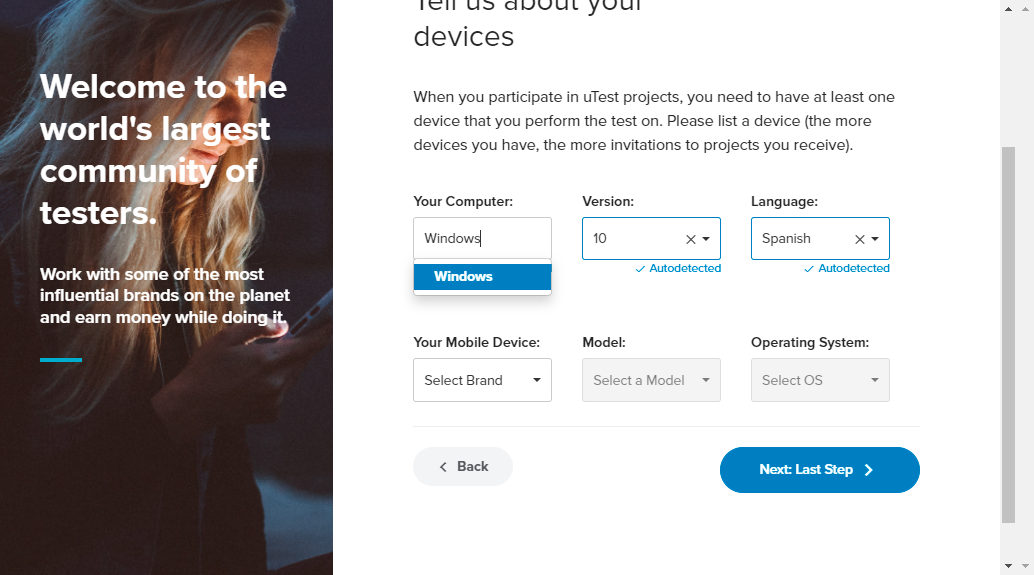 Welcome to the
world's largest
community of
testers.
Work with some of the most
influential brands on the planet
and earn money while doing it.
Tell us about your
devices
When you participate in uTest projects, you need to have at least one
device that you perform the test on. Please list a device (the more
devices you have, the more invitations to projects you receive).
Your Computer: Version: Language:
Windows 10 Spanish
Autodetected Autodetected
Windows
Your Mobile Device: Model: Operating System:
Select Brand Select a Model Select OS
Back Next: Last Step